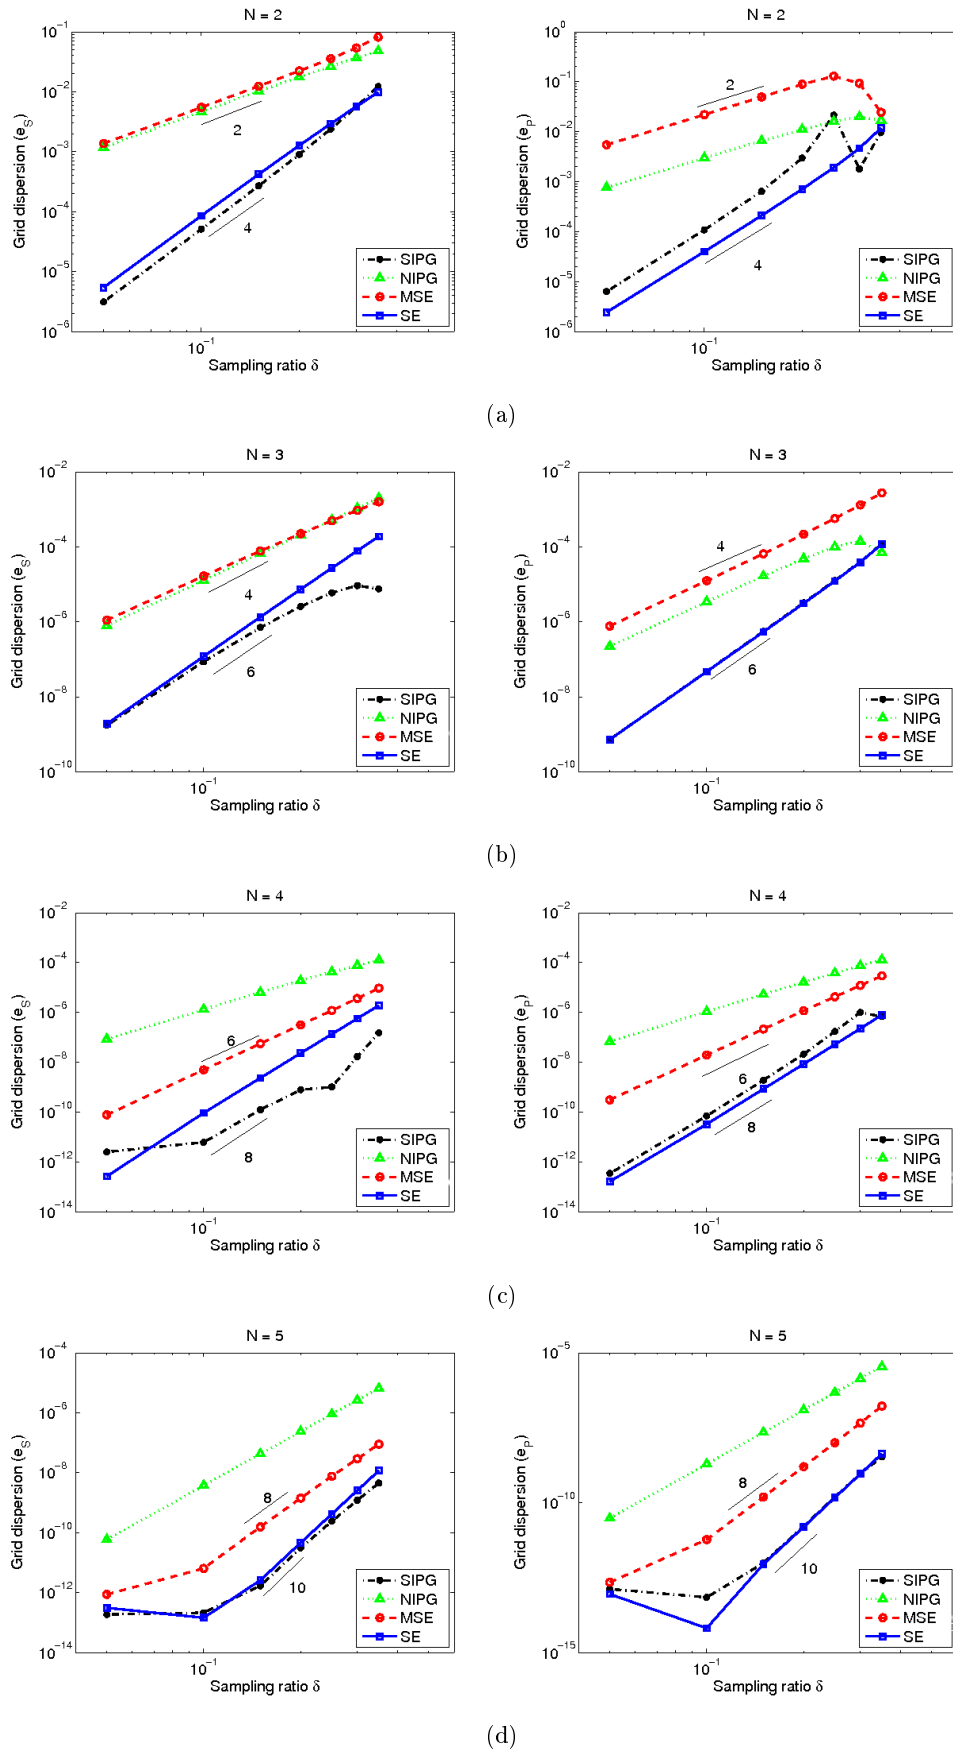 N = 2
10⁻¹
10⁻²
10⁻³
10⁻⁴
10⁻⁵
10⁻⁶
Grid dispersion (e_S)
2
4
SIPG
NIPG
MSE
SE
10⁻¹
Sampling ratio δ
N = 2
10⁰
10⁻¹
10⁻²
10⁻³
10⁻⁴
10⁻⁵
10⁻⁶
Grid dispersion (e_P)
2
4
SIPG
NIPG
MSE
SE
10⁻¹
Sampling ratio δ
(a)
N = 3
10⁻²
10⁻⁴
10⁻⁶
10⁻⁸
10⁻¹⁰
Grid dispersion (e_S)
4
6
SIPG
NIPG
MSE
SE
10⁻¹
Sampling ratio δ
N = 3
10⁻²
10⁻⁴
10⁻⁶
10⁻⁸
10⁻¹⁰
Grid dispersion (e_P)
4
6
SIPG
NIPG
MSE
SE
10⁻¹
Sampling ratio δ
(b)
N = 4
10⁻²
10⁻⁴
10⁻⁶
10⁻⁸
10⁻¹⁰
10⁻¹²
10⁻¹⁴
Grid dispersion (e_S)
6
8
SIPG
NIPG
MSE
SE
10⁻¹
Sampling ratio δ
N = 4
10⁻²
10⁻⁴
10⁻⁶
10⁻⁸
10⁻¹⁰
10⁻¹²
10⁻¹⁴
Grid dispersion (e_P)
6
8
SIPG
NIPG
MSE
SE
10⁻¹
Sampling ratio δ
(c)
N = 5
10⁻⁴
10⁻⁶
10⁻⁸
10⁻¹⁰
10⁻¹²
10⁻¹⁴
Grid dispersion (e_S)
8
10
SIPG
NIPG
MSE
SE
10⁻¹
Sampling ratio δ
N = 5
10⁻⁵
10⁻¹⁰
10⁻¹⁵
Grid dispersion (e_P)
8
10
SIPG
NIPG
MSE
SE
10⁻¹
Sampling ratio δ
(d)